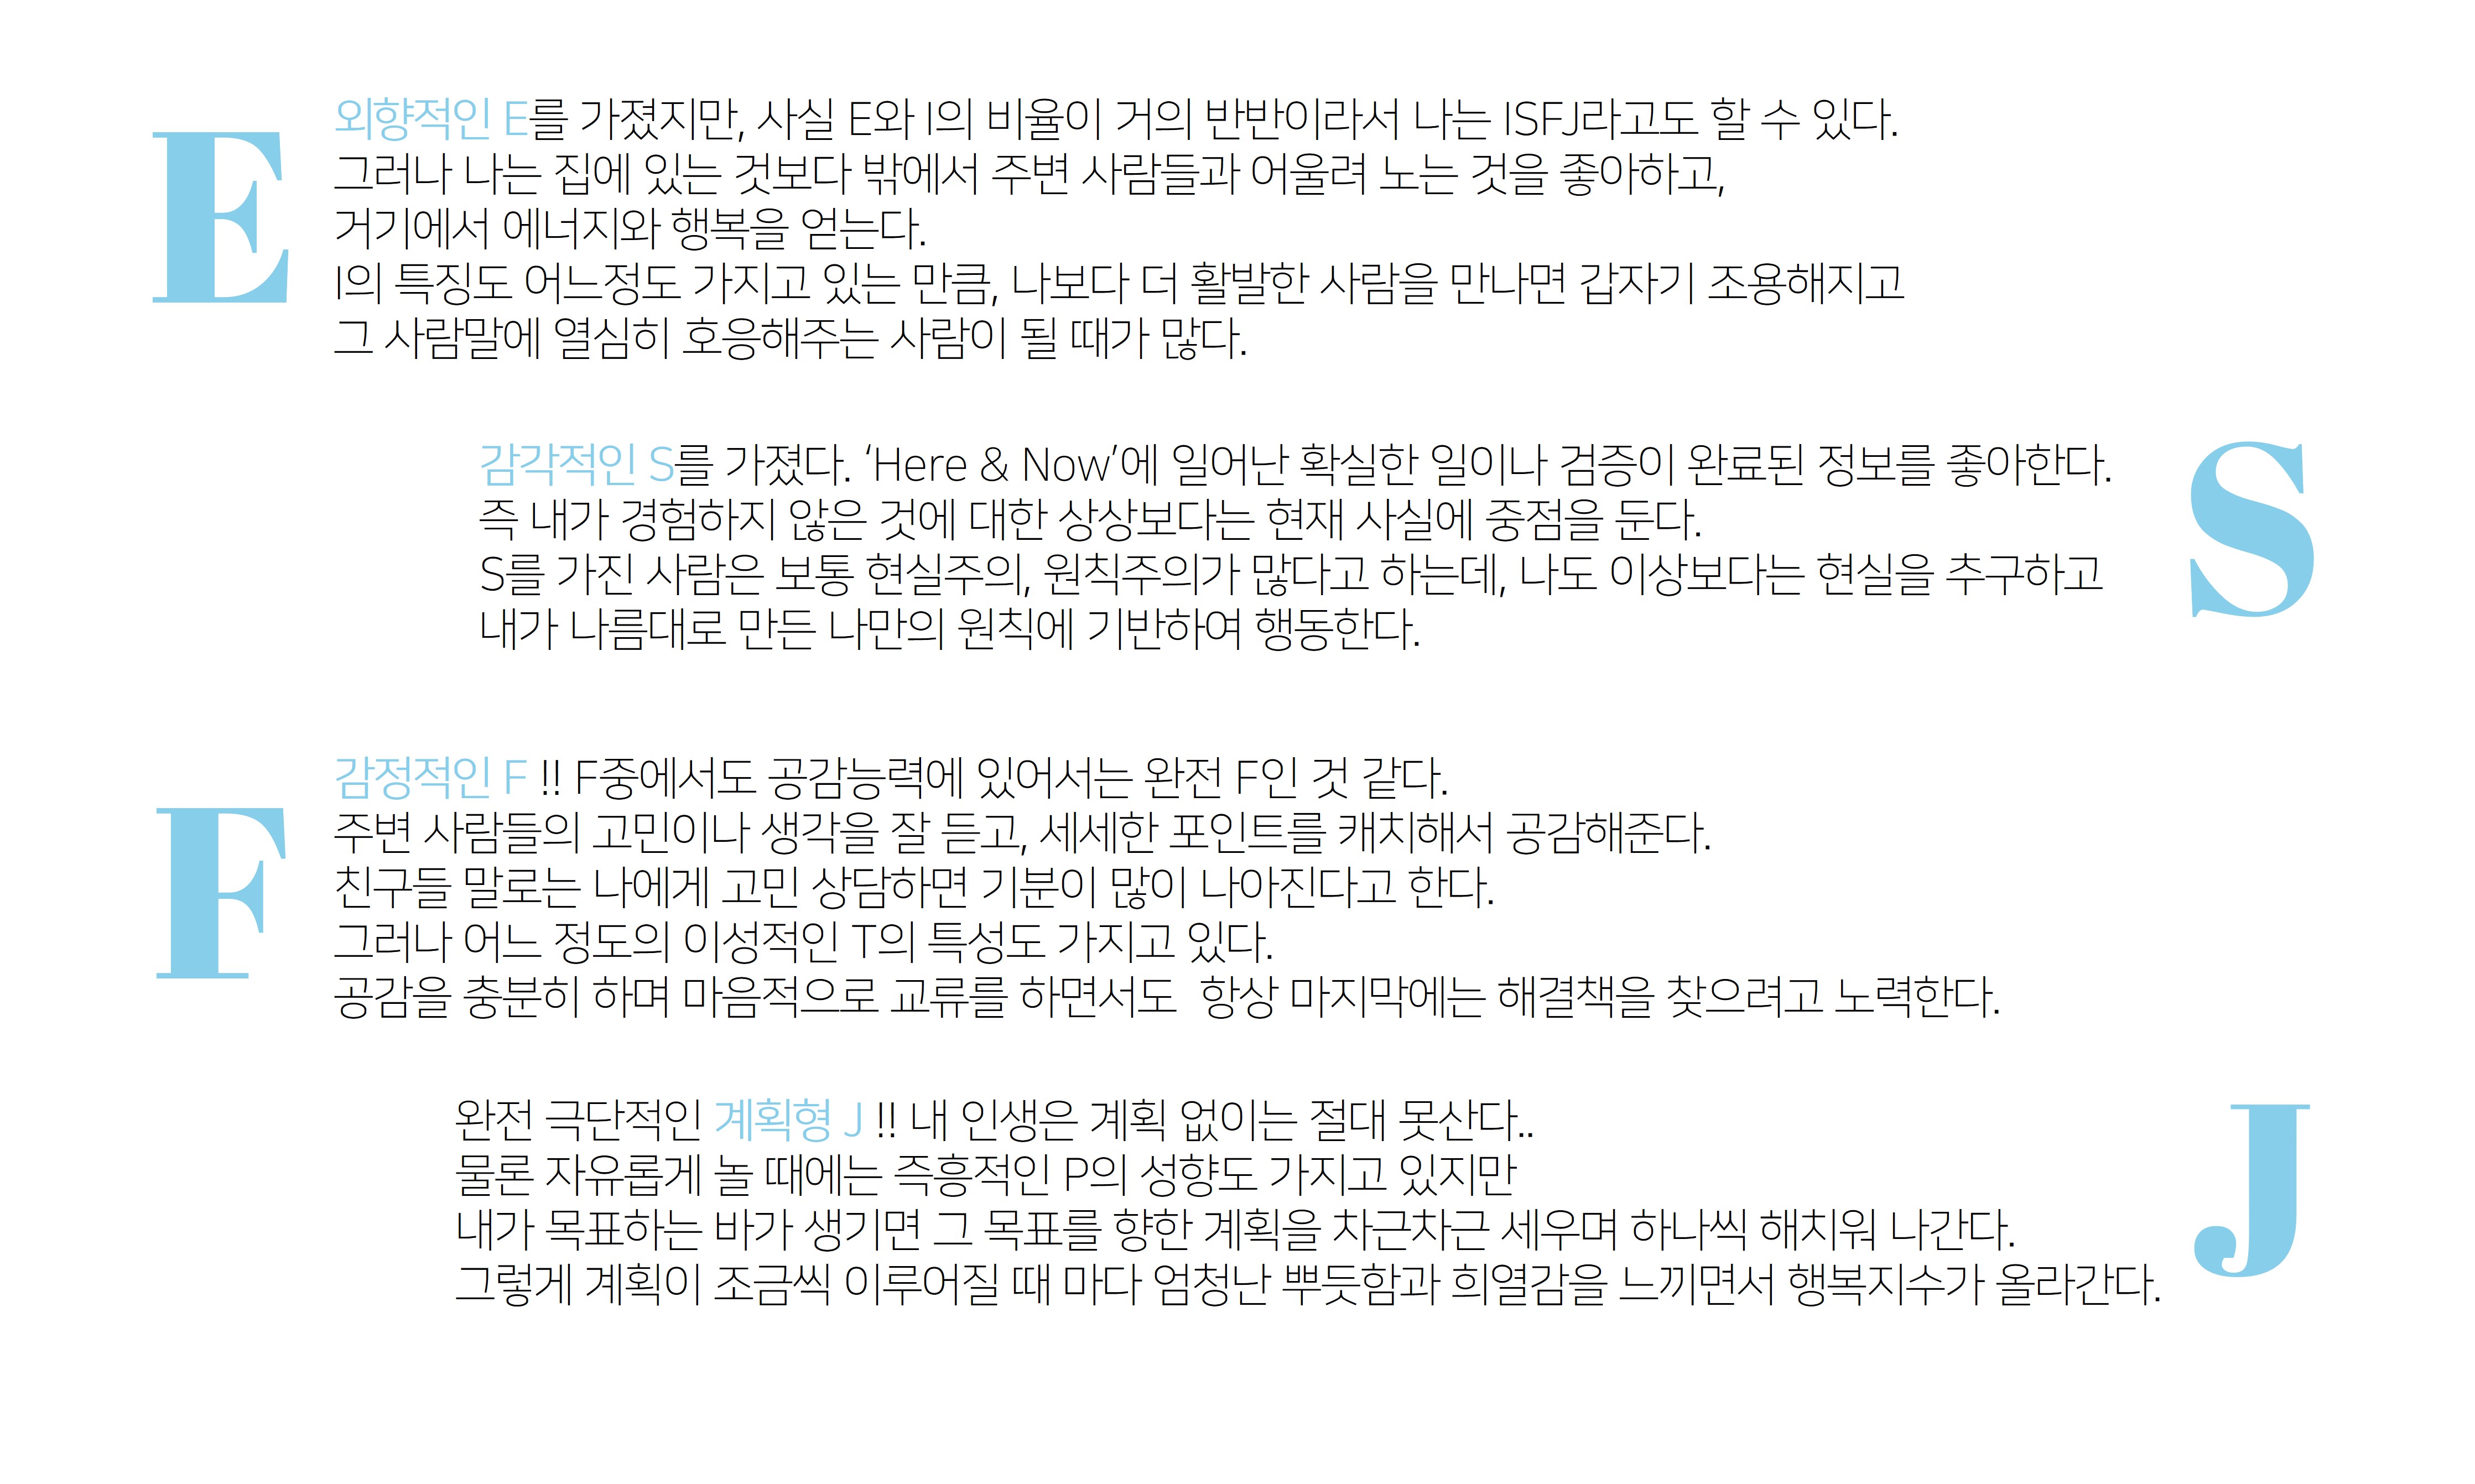 E
외향적인 E를 가졌지만, 사실 E와 I의 비율이 거의 반반이라서 나는 ISFJ라고도 할 수 있다.
그러나 나는 집에 있는 것보다 밖에서 주변 사람들과 어울려 노는 것을 좋아하고,
거기에서 에너지와 행복을 얻는다.
I의 특징도 어느정도 가지고 있는 만큼, 나보다 더 활발한 사람을 만나면 갑자기 조용해지고
그 사람말에 열심히 호응해주는 사람이 될 때가 많다.
S
감각적인 S를 가졌다. ‘Here & Now’에 일어난 확실한 일이나 검증이 완료된 정보를 좋아한다.
즉 내가 경험하지 않은 것에 대한 상상보다는 현재 사실에 중점을 둔다.
S를 가진 사람은 보통 현실주의, 원칙주의가 많다고 하는데, 나도 이상보다는 현실을 추구하고
내가 나름대로 만든 나만의 원칙에 기반하여 행동한다.
F
감정적인 F !! F중에서도 공감능력에 있어서는 완전 F인 것 같다.
주변 사람들의 고민이나 생각을 잘 듣고, 세세한 포인트를 캐치해서 공감해준다.
친구들 말로는 나에게 고민 상담하면 기분이 많이 나아진다고 한다.
그러나 어느 정도의 이성적인 T의 특성도 가지고 있다.
공감을 충분히 하며 마음적으로 교류를 하면서도  항상 마지막에는 해결책을 찾으려고 노력한다.
J
완전 극단적인 계획형 J !! 내 인생은 계획 없이는 절대 못산다..
물론 자유롭게 놀 때에는 즉흥적인 P의 성향도 가지고 있지만
내가 목표하는 바가 생기면 그 목표를 향한 계획을 차근차근 세우며 하나씩 해치워 나간다.
그렇게 계획이 조금씩 이루어질 때 마다 엄청난 뿌듯함과 희열감을 느끼면서 행복지수가 올라간다.